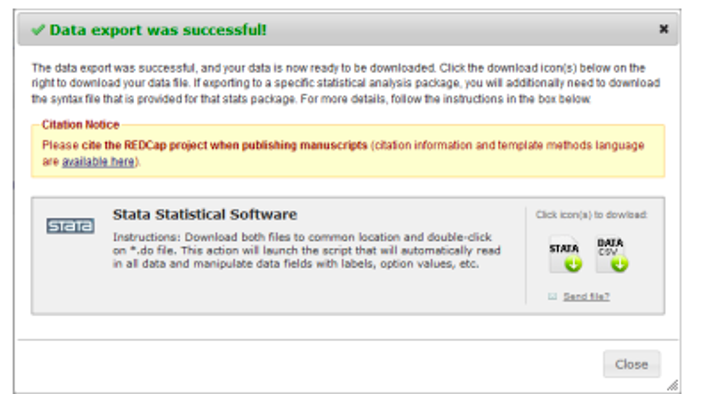 Data export was successful!
The data export was successful, and your data is now ready to be downloaded. Click the download icon(s) below on the
right to download your data file. If exporting to a specific statistical analysis package, you will additionally need to download
the syntax file that is provided for that stats package. For more details, follow the instructions in the box below.
Citation Notice
Please cite the REDCap project when publishing manuscripts (citation information and template methods language
are available here).
stata
Stata Statistical Software
Instructions: Download both files to common location and double-click
on *.do file. This action will launch the script that will automatically read
in all data and manipulate data fields with labels, option values, etc.
Click icon(s) to dowload:
STATA
DATA
CSV
Send file?
Close